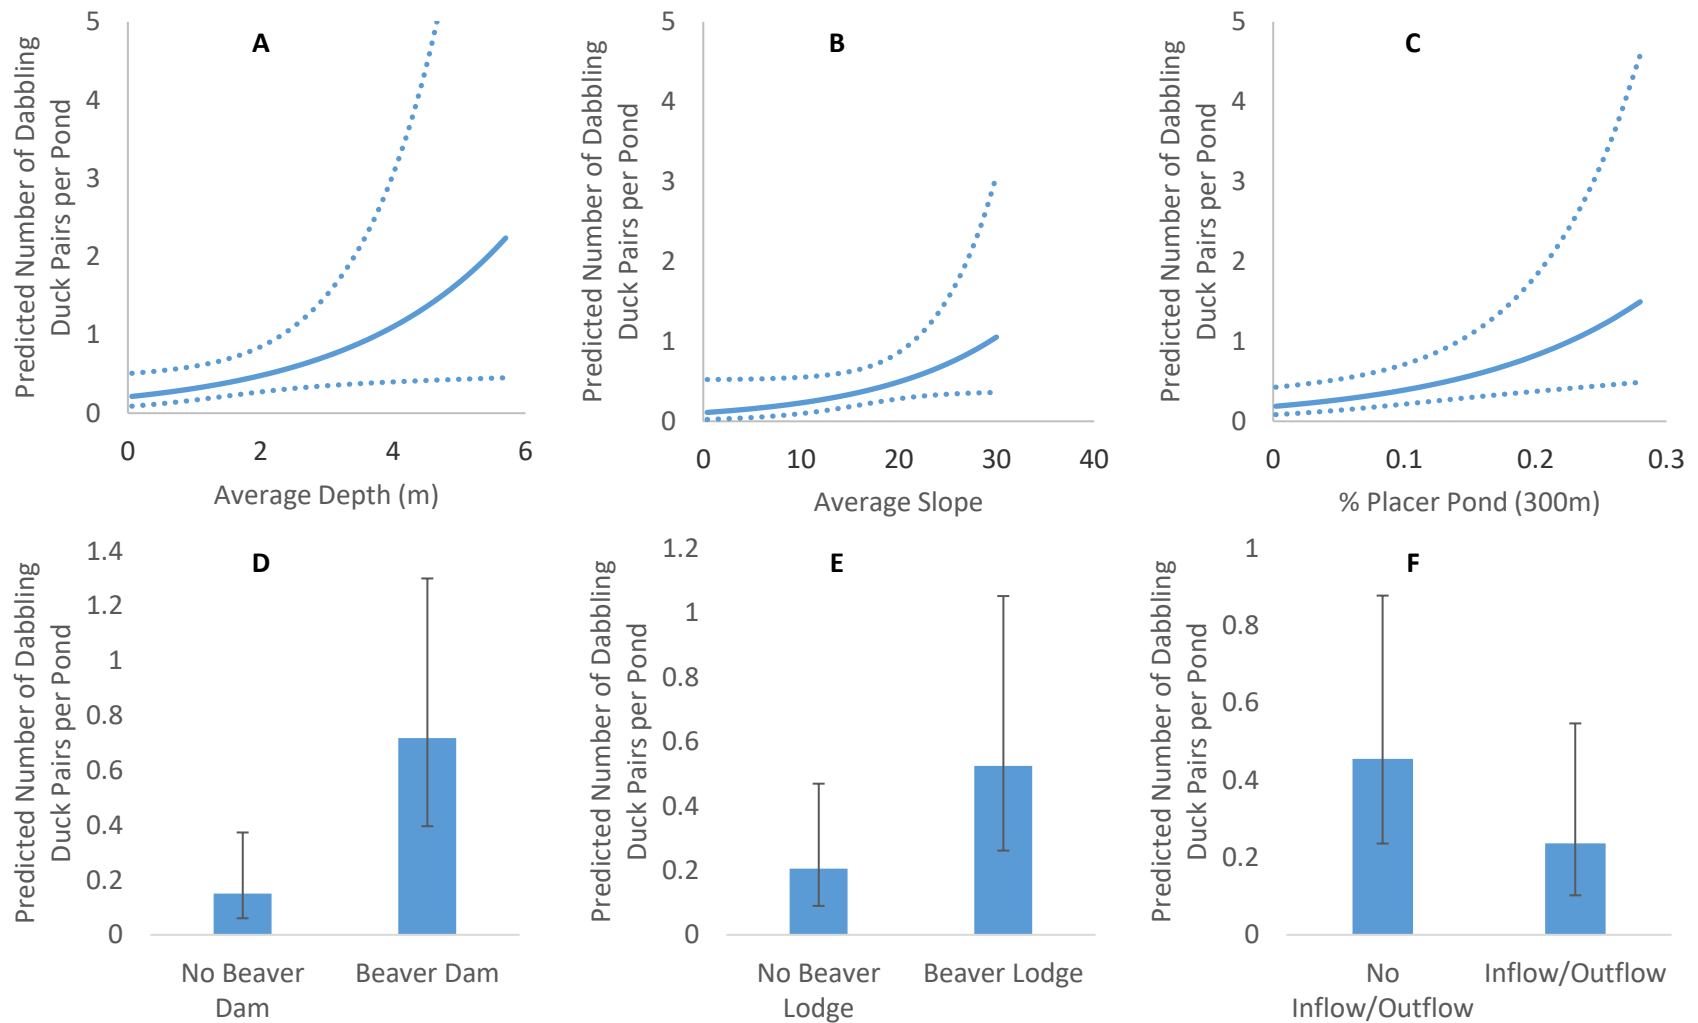 Predicted Number of Dabbling
Duck Pairs per Pond
A
5
4
3
2
1
0
0
2
4
6
Average Depth (m)
Predicted Number of Dabbling
Duck Pairs per Pond
B
5
4
3
2
1
0
0
10
20
30
40
Average Slope
Predicted Number of Dabbling
Duck Pairs per Pond
C
5
4
3
2
1
0
0
0.1
0.2
0.3
% Placer Pond (300m)
Predicted Number of Dabbling
Duck Pairs per Pond
D
1.4
1.2
1
0.8
0.6
0.4
0.2
0
No Beaver
Dam
Beaver Dam
Predicted Number of Dabbling
Duck Pairs per Pond
E
1.2
1
0.8
0.6
0.4
0.2
0
No Beaver
Lodge
Beaver Lodge
Predicted Number of Dabbling
Duck Pairs per Pond
F
1
0.8
0.6
0.4
0.2
0
No
Inflow/Outflow
Inflow/Outflow